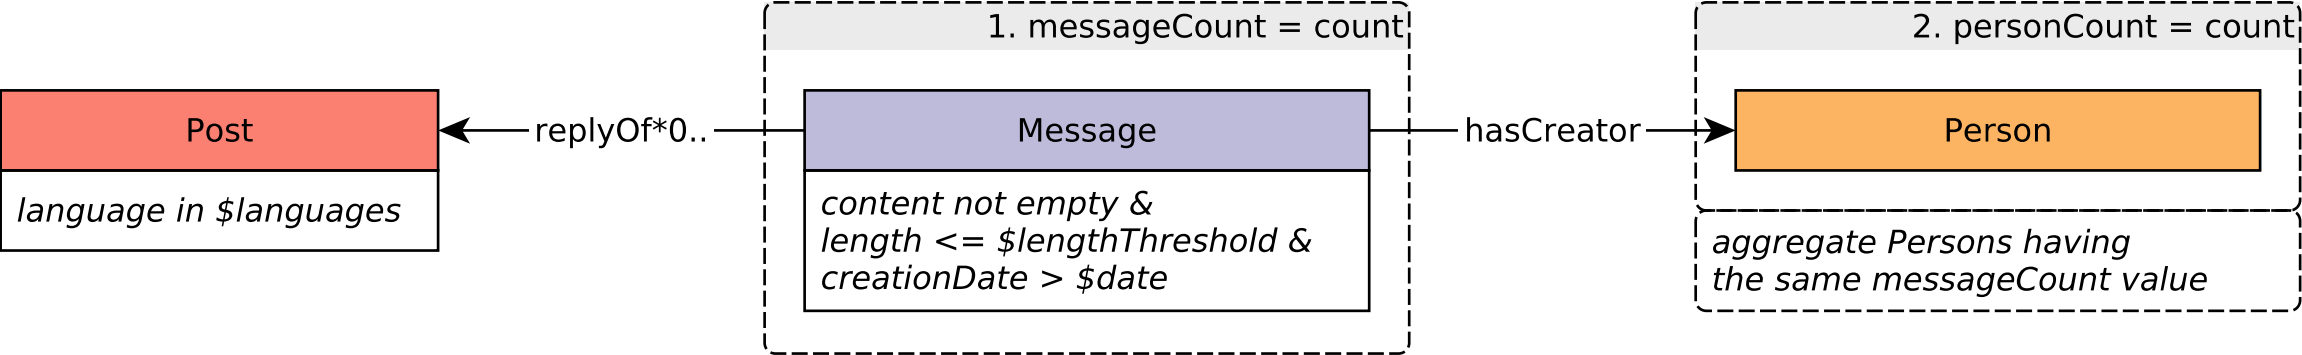 1. messageCount = count
2. personCount = count
Post
replyOf*0..
Message
hasCreator
Person
language in $languages
content not empty &
length <= $lengthThreshold &
creationDate > $date
aggregate Persons having
the same messageCount value